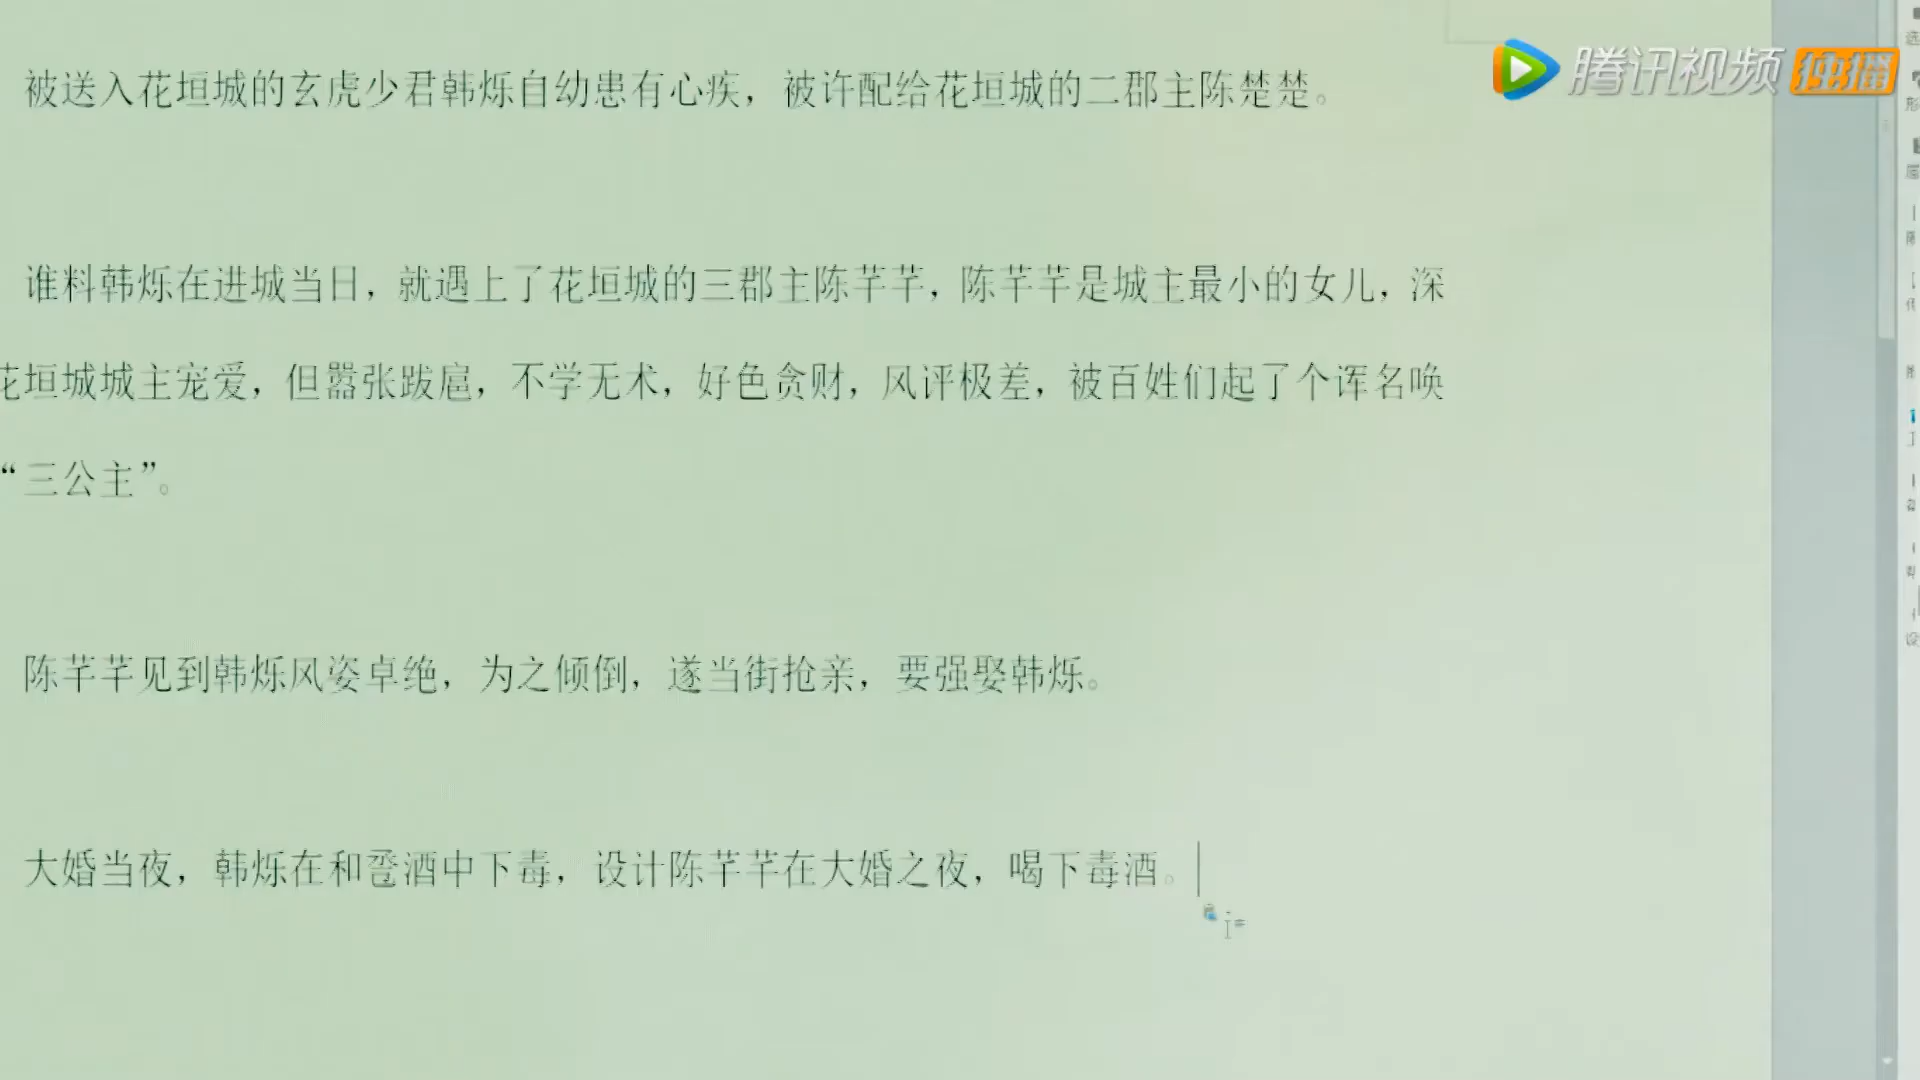 被送入花垣城的玄虎少君韩烁自幼患有心疾，被许配给花垣城的二郡主陈楚楚。
腾讯视频 独播
谁料韩烁在进城当日，就遇上了花垣城的三郡主陈芊芊，陈芊芊是城主最小的女儿，深
花垣城城主宠爱，但嚣张跋扈，不学无术，好色贪财，风评极差，被百姓们起了个诨名唤
“三公主”。
陈芊芊见到韩烁风姿卓绝，为之倾倒，遂当街抢亲，要强娶韩烁。
大婚当夜，韩烁在和卺酒中下毒，设计陈芊芊在大婚之夜，喝下毒酒。